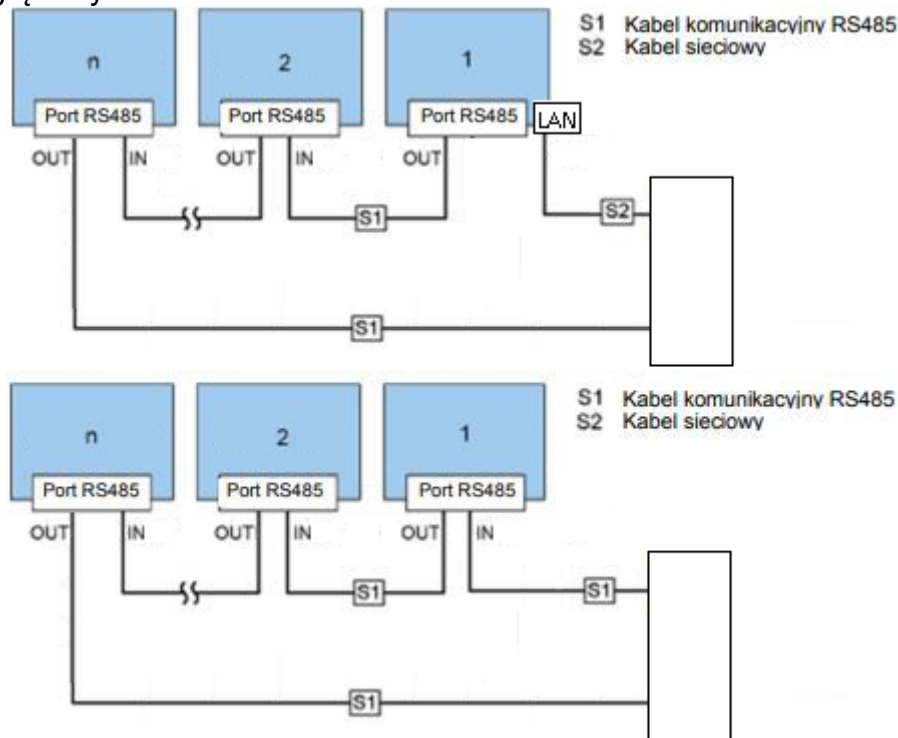 S1 Kabel komunikacyjny RS485
S2 Kabel sieciowy
n 2 1
Port RS485 Port RS485 Port RS485 LAN
OUT IN OUT IN OUT
S1 S2
S1
S1 Kabel komunikacyjny RS485
S2 Kabel sieciowy
n 2 1
Port RS485 Port RS485 Port RS485
OUT IN OUT IN OUT IN
S1 S1
S1